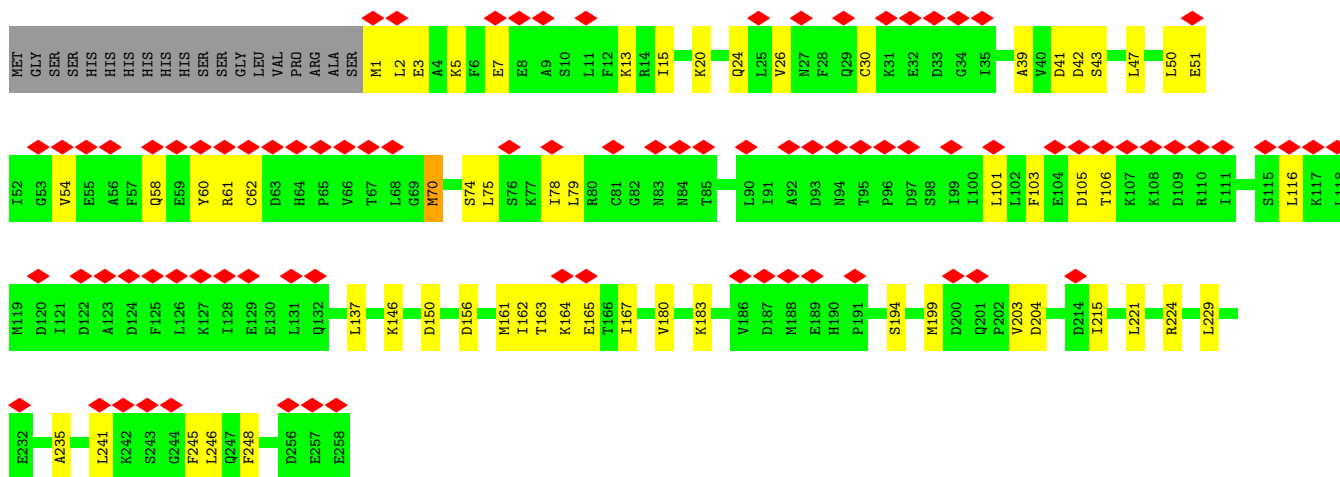 MET GLY SER SER HIS HIS HIS HIS HIS HIS SER SER GLY LEU VAL PRO ARG ALA SER M1 L2 E3 A4 K5 F6 E7 E8 A9 S10 L11 F12 K13 R14 I15 K20 Q24 L25 V26 N27 F28 Q29 C30 K31 E32 D33 G34 I35 A39 V40 D41 D42 S43 L47 L50 E51
I52 G53 V54 E55 A56 F57 Q58 E59 Y60 R61 C62 D63 H64 P65 V66 T67 L68 G69 M70 S74 L75 S76 K77 I78 L79 R80 C81 G82 N83 N84 T85 L90 I91 A92 D93 N94 T95 P96 D97 S98 I99 I100 L101 L102 F103 E104 D105 T106 K107 K108 D109 R110 I111 S115 L116 K117 L118
M119 D120 I121 D122 A123 D124 F125 L126 K127 I128 E129 E130 L131 Q132 L137 K146 D150 D156 M161 I162 T163 K164 E165 T166 I167 V180 K183 V186 D187 M188 E189 H190 P191 S194 M199 D200 Q201 P202 V203 D204 D214 I215 L221 R224 L229
E232 A235 L241 K242 S243 G244 F245 L246 Q247 F248 D256 E257 E258